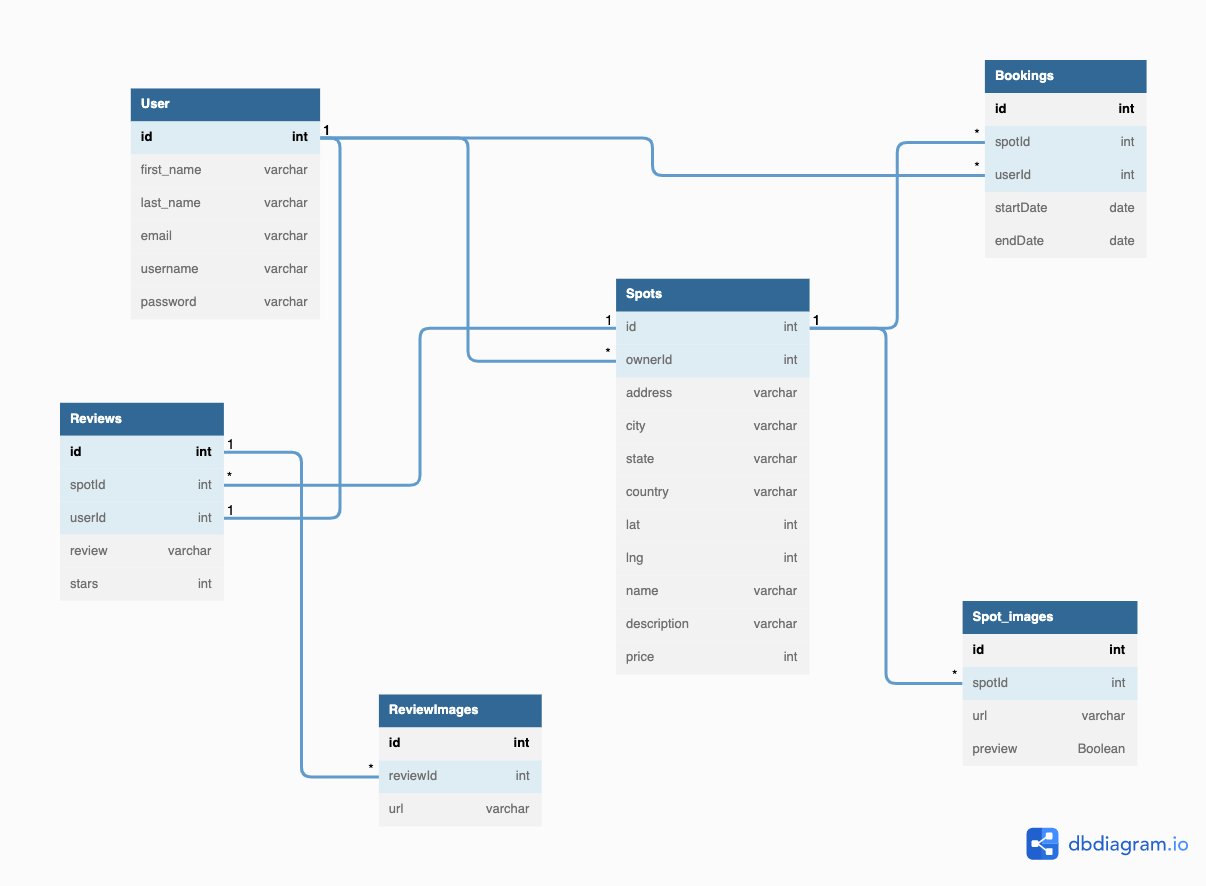 User
id int
first_name varchar
last_name varchar
email varchar
username varchar
password varchar
1
Bookings
id int
* spotId int
* userId int
startDate date
endDate date
Spots
1 id int 1
* ownerId int
address varchar
city varchar
state varchar
country varchar
lat int
lng int
name varchar
description varchar
price int
Reviews
id int 1
spotId int *
userId int 1
review varchar
stars int
Spot_images
id int
* spotId int
url varchar
preview Boolean
ReviewImages
id int
* reviewId int
url varchar
dbdiagram.io